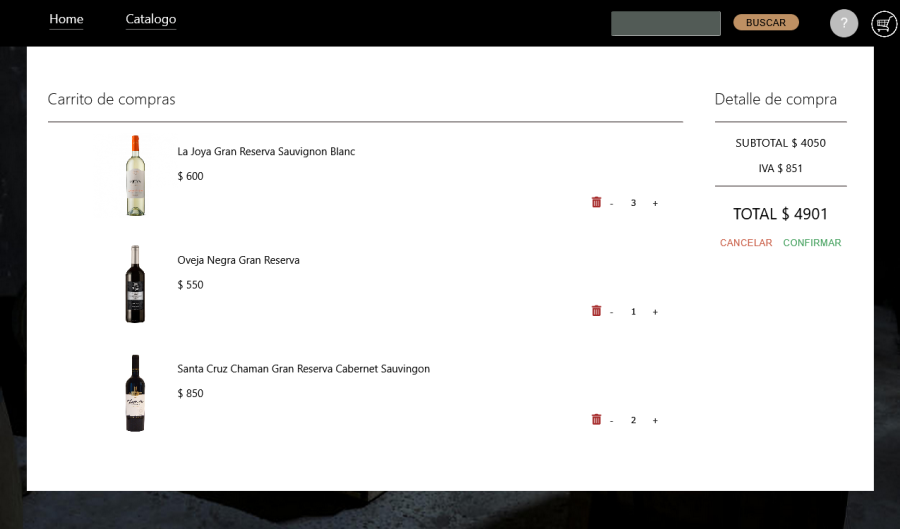 Home
Catalogo
BUSCAR
?
Carrito de compras
La Joya Gran Reserva Sauvignon Blanc
$ 600
- 3 +
Oveja Negra Gran Reserva
$ 550
- 1 +
Santa Cruz Chaman Gran Reserva Cabernet Sauvingon
$ 850
- 2 +
Detalle de compra
SUBTOTAL $ 4050
IVA $ 851
TOTAL $ 4901
CANCELAR CONFIRMAR